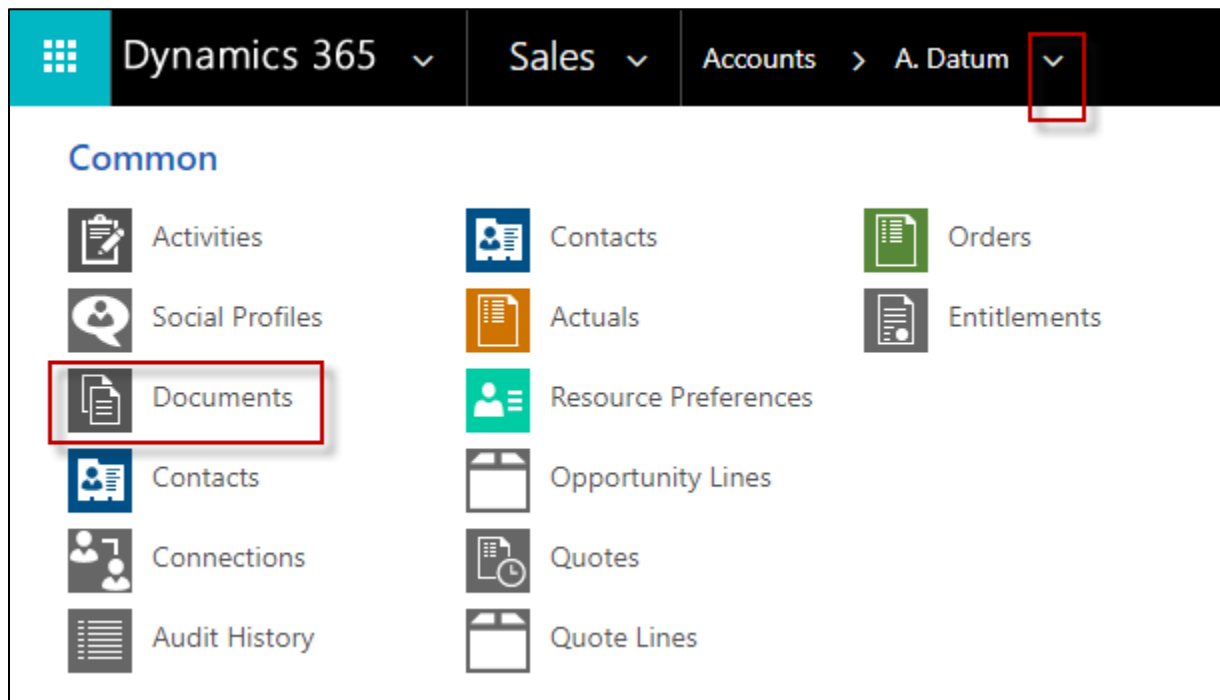 Dynamics 365 Sales Accounts > A. Datum
Common
Activities Contacts Orders
Social Profiles Actuals Entitlements
Documents Resource Preferences
Contacts Opportunity Lines
Connections Quotes
Audit History Quote Lines